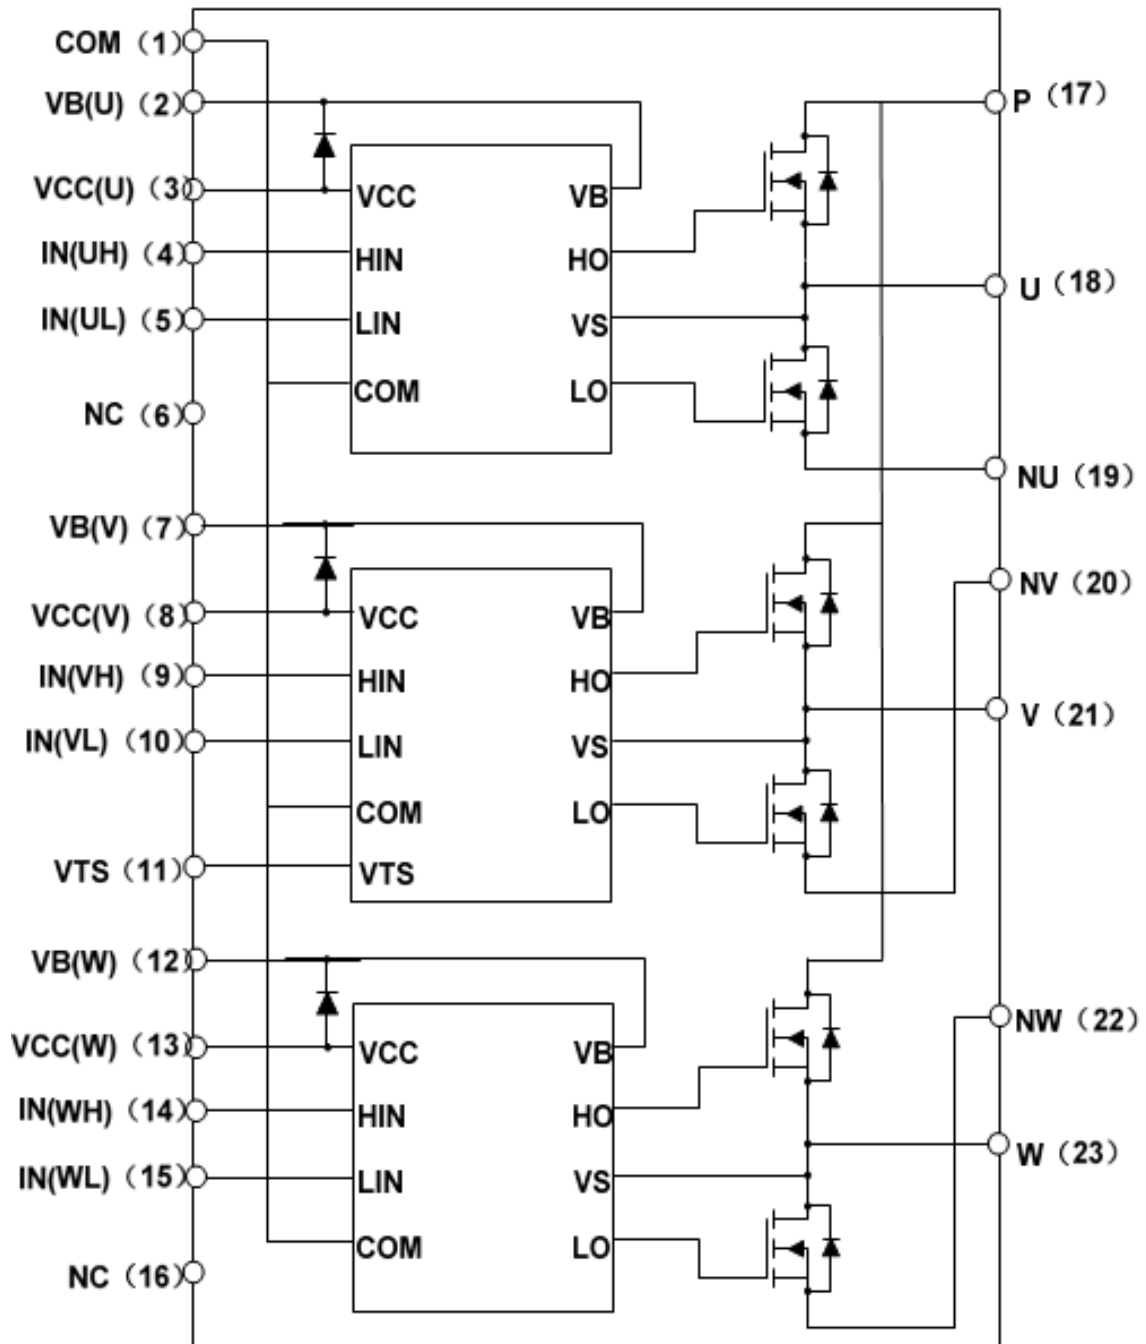 COM（1）
VB(U)（2）
VCC(U)（3）
IN(UH)（4）
IN(UL)（5）
NC（6）
VB(V)（7）
VCC(V)（8）
IN(VH)（9）
IN(VL)（10）
VTS（11）
VB(W)（12）
VCC(W)（13）
IN(WH)（14）
IN(WL)（15）
NC（16）
VCC VB
HIN HO
LIN VS
COM LO
VCC VB
HIN HO
LIN VS
COM LO
VTS
VCC VB
HIN HO
LIN VS
COM LO
P（17）
U（18）
NU（19）
NV（20）
V（21）
NW（22）
W（23）